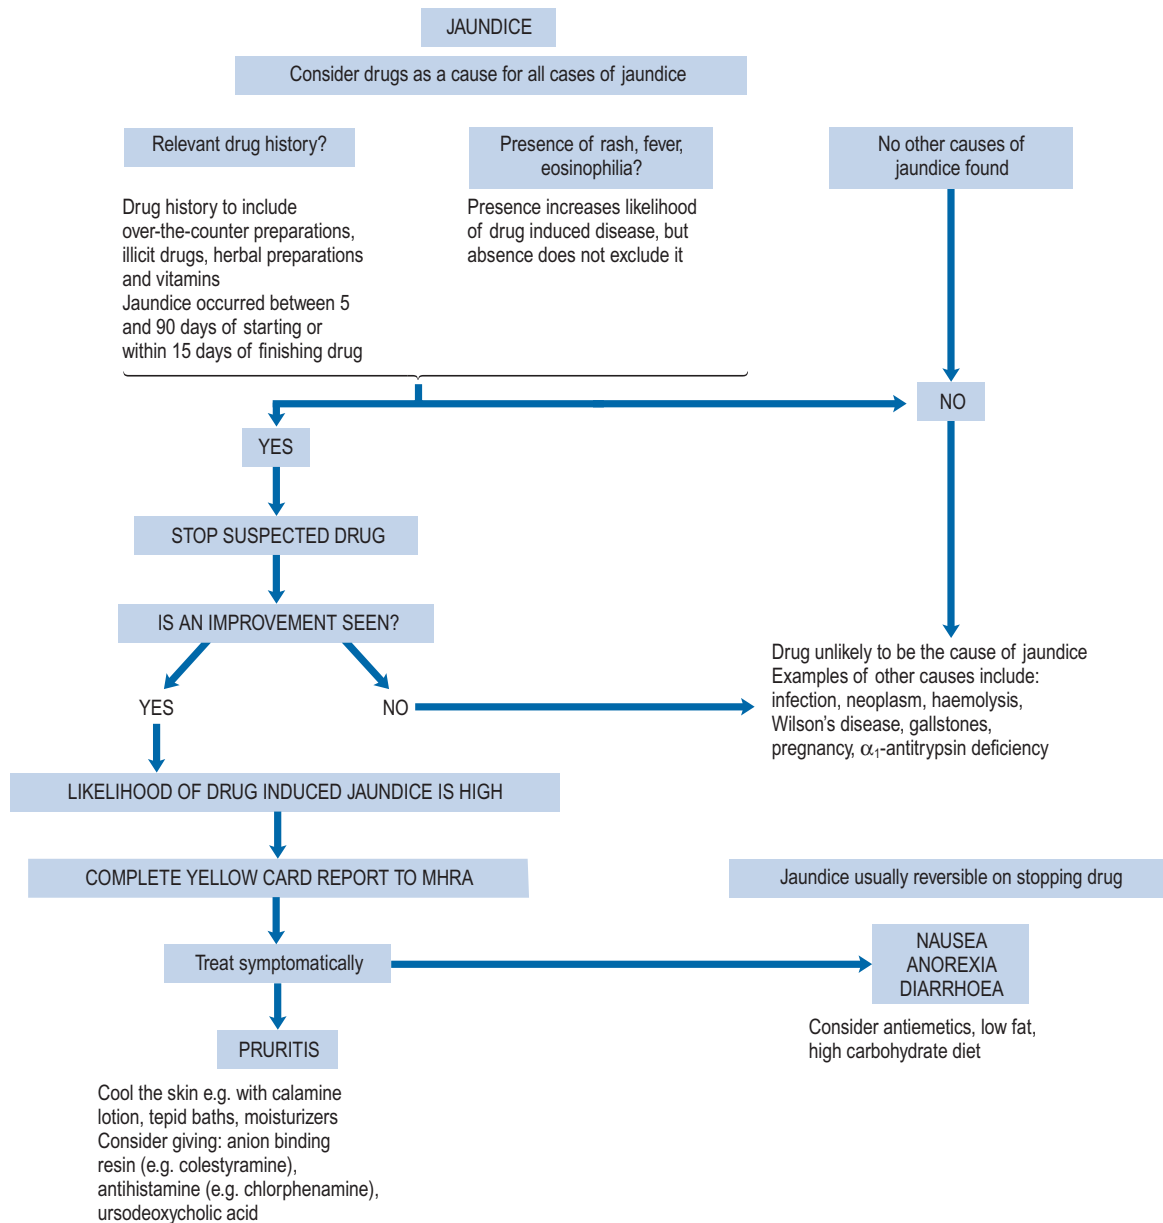 JAUNDICE
Consider drugs as a cause for all cases of jaundice
Relevant drug history?
Drug history to include
over-the-counter preparations,
illicit drugs, herbal preparations
and vitamins
Jaundice occurred between 5
and 90 days of starting or
within 15 days of finishing drug
Presence of rash, fever,
eosinophilia?
Presence increases likelihood
of drug induced disease, but
absence does not exclude it
No other causes of
jaundice found
NO
YES
STOP SUSPECTED DRUG
IS AN IMPROVEMENT SEEN?
YES
NO
Drug unlikely to be the cause of jaundice
Examples of other causes include:
infection, neoplasm, haemolysis,
Wilson’s disease, gallstones,
pregnancy, α₁-antitrypsin deficiency
LIKELIHOOD OF DRUG INDUCED JAUNDICE IS HIGH
COMPLETE YELLOW CARD REPORT TO MHRA
Jaundice usually reversible on stopping drug
Treat symptomatically
NAUSEA
ANOREXIA
DIARRHOEA
Consider antiemetics, low fat,
high carbohydrate diet
PRURITIS
Cool the skin e.g. with calamine
lotion, tepid baths, moisturizers
Consider giving: anion binding
resin (e.g. colestyramine),
antihistamine (e.g. chlorphenamine),
ursodeoxycholic acid